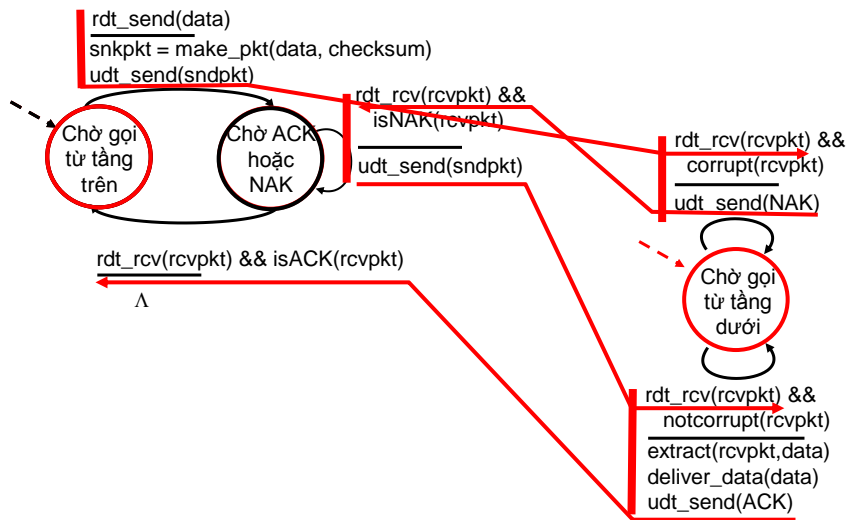 rdt_send(data)
snkpkt = make_pkt(data, checksum)
udt_send(sndpkt)
rdt_rcv(rcvpkt) &&
isNAK(rcvpkt)
udt_send(sndpkt)
Chờ gọi
từ tầng
trên
Chờ ACK
hoặc
NAK
rdt_rcv(rcvpkt) && isACK(rcvpkt)
Λ
rdt_rcv(rcvpkt) &&
corrupt(rcvpkt)
udt_send(NAK)
Chờ gọi
từ tầng
dưới
rdt_rcv(rcvpkt) &&
notcorrupt(rcvpkt)
extract(rcvpkt,data)
deliver_data(data)
udt_send(ACK)